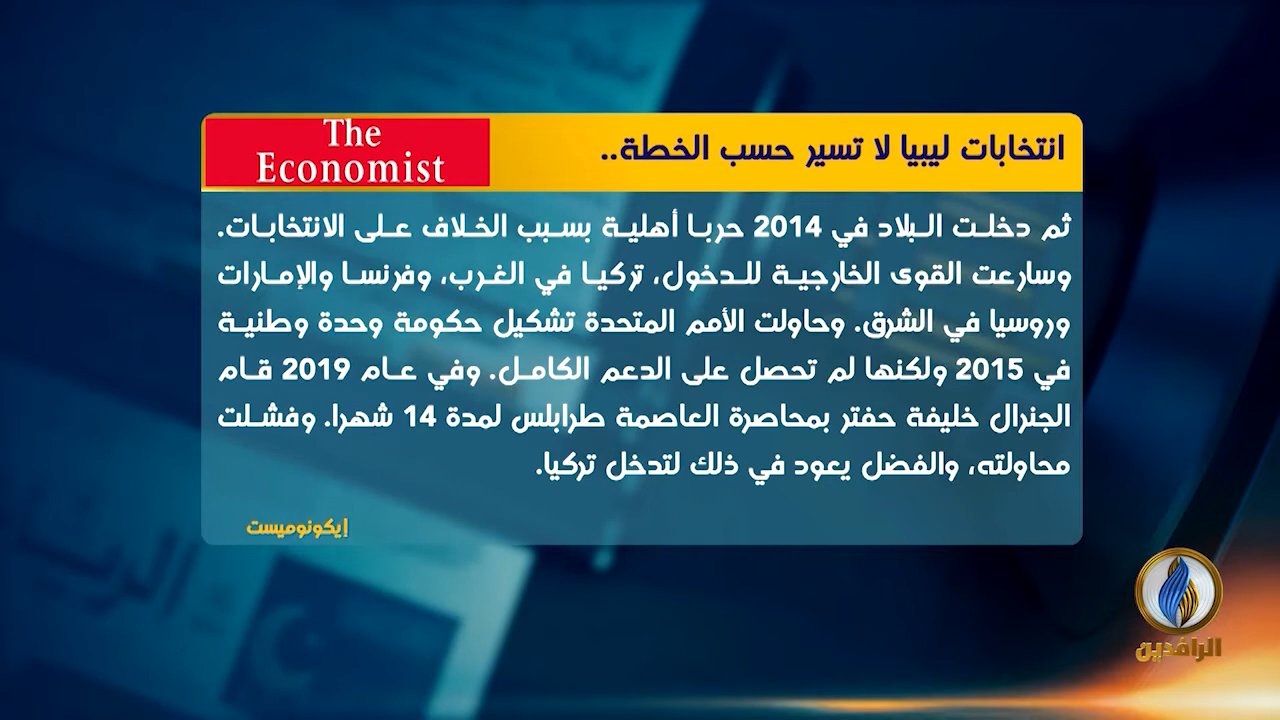 The
Economist
انتخابات ليبيا لا تسير حسب الخطة..
ثم دخلت البلاد في 2014 حربا أهلية بسبب الخلاف على الانتخابات.
وسارعت القوى الخارجية للدخول، تركيا في الغرب، وفرنسا والإمارات
وروسيا في الشرق. وحاولت الأمم المتحدة تشكيل حكومة وحدة وطنية
في 2015 ولكنها لم تحصل على الدعم الكامل. وفي عام 2019 قام
الجنرال خليفة حفتر بمحاصرة العاصمة طرابلس لمدة 14 شهرا. وفشلت
محاولته، والفضل يعود في ذلك لتدخل تركيا.
إيكونوميست
الرافدين